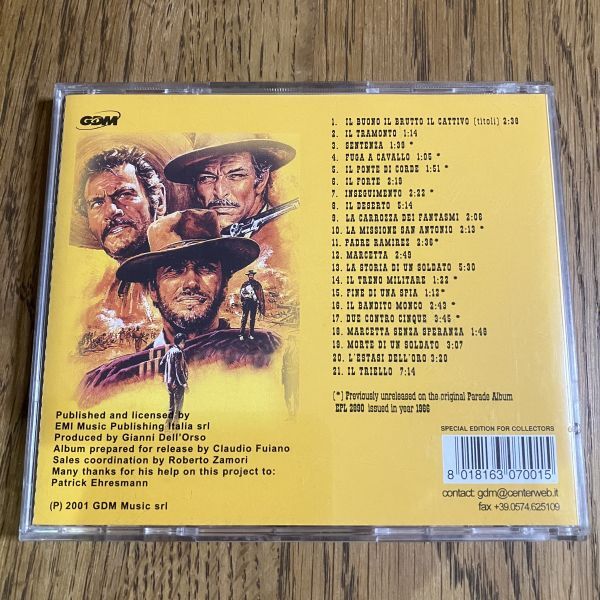 GDM
1. IL BUONO IL BRUTTO IL CATTIVO (titoli) 2:38
2. IL TRAMONTO 1:14
3. SENTENZA 1:38 *
4. FUGA A CAVALLO 1:05 *
5. IL PONTE DI CORDE 1:51 *
6. IL FORTE 2:19
7. INSEGUIMENTO 2:22 *
8. IL DESERTO 5:14
9. LA CARROZZA DEI FANTASMI 2:06
10. LA MISSIONE SAN ANTONIO 2:13 *
11. PADRE RAMIREZ 2:36*
12. MARCETTA 2:49
13. LA STORIA DI UN SOLDATO 5:30
14. IL TRENO MILITARE 1:22 *
15. FINE DI UNA SPIA 1:12 *
16. IL BANDITO MONCO 2:43 *
17. DUE CONTRO CINQUE 3:45 *
18. MARCETTA SENZA SPERANZA 1:48
19. MORTE DI UN SOLDATO 3:07
20. L'ESTASI DELL'ORO 3:20
21. IL TRIELLO 7:14
(*) Previously unreleased on the original Parade Album
EPL 2890 issued in year 1966
Published and licensed by
EMI Music Publishing Italia srl
Produced by Gianni Dell'Orso
Album prepared for release by Claudio Fuiano
Sales coordination by Roberto Zamori
Many thanks for his help on this project to:
Patrick Ehresmann
(P) 2001 GDM Music srl
SPECIAL EDITION FOR COLLECTORS
8 018163 070015
contact: gdm@centerweb.it
fax +39.0574.625109